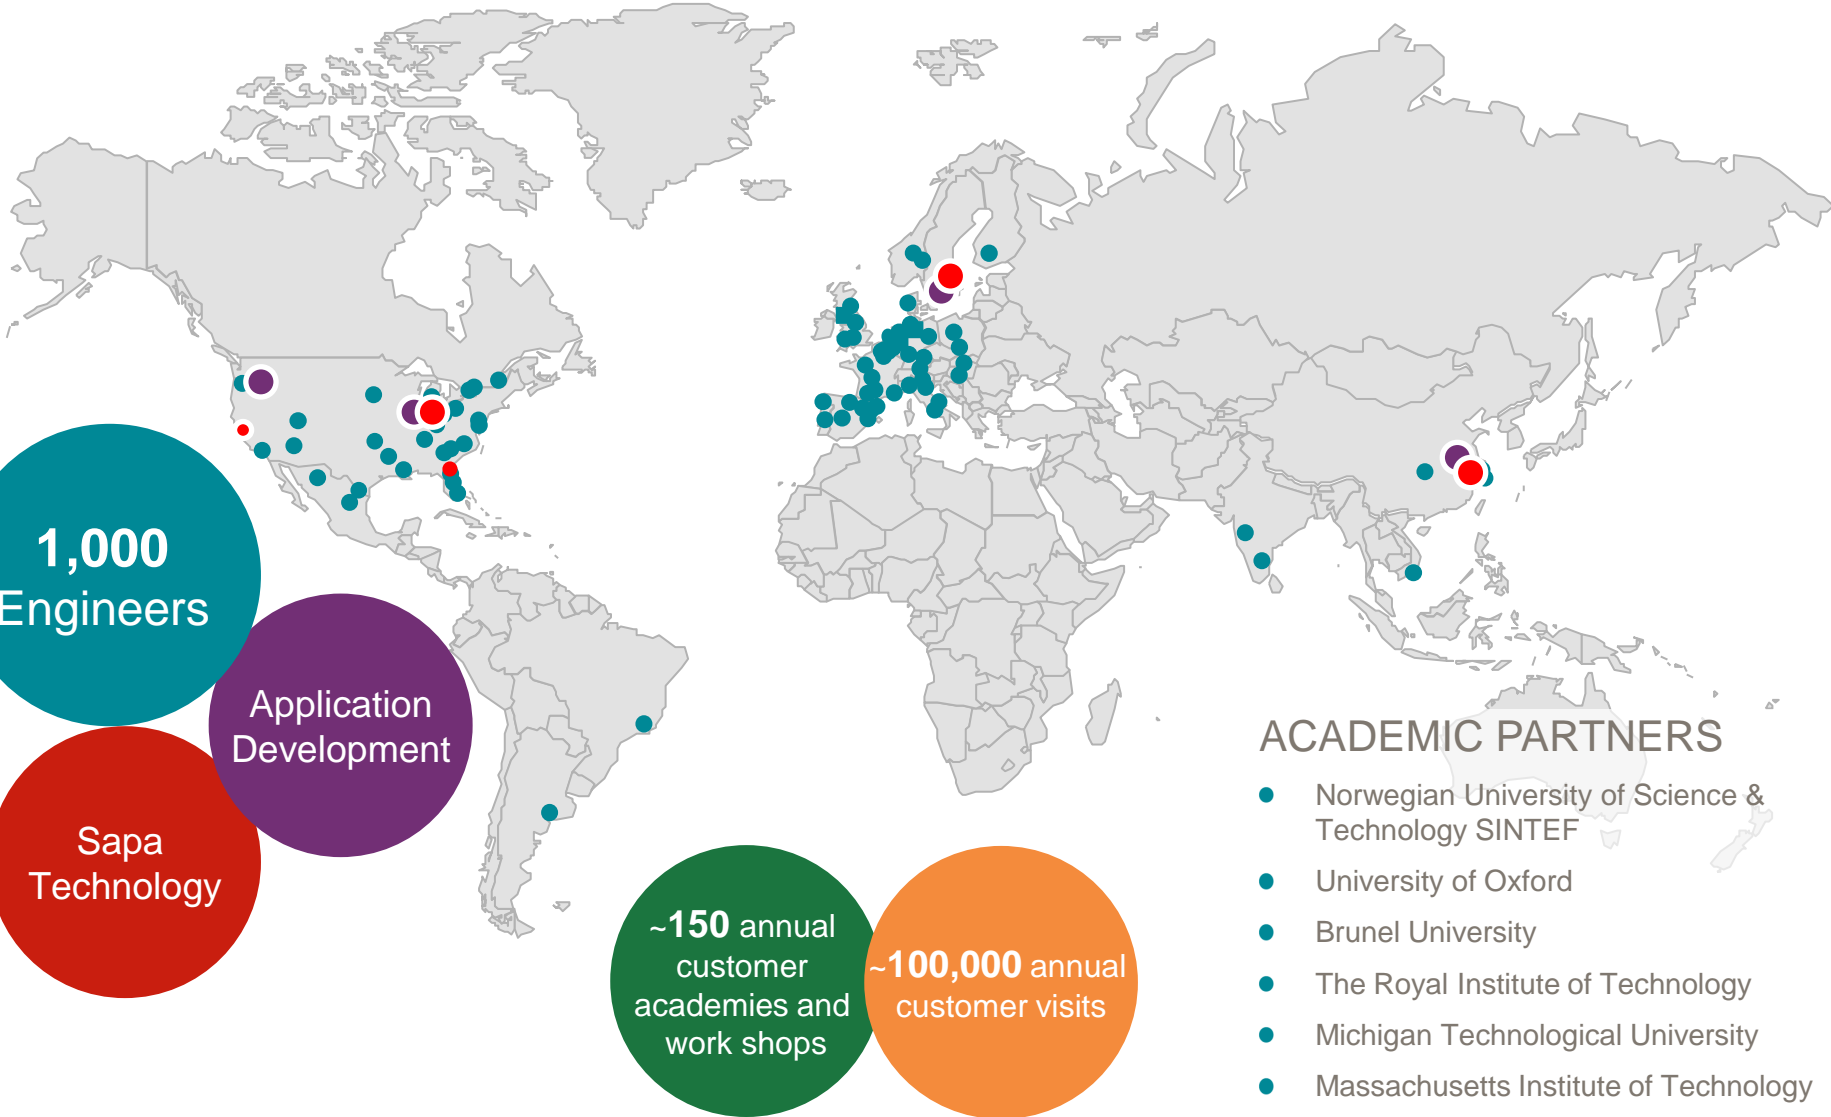 1,000
Engineers
Application
Development
Sapa
Technology
~150 annual
customer
academies and
work shops
~100,000 annual
customer visits
ACADEMIC PARTNERS
Norwegian University of Science &
Technology SINTEF
University of Oxford
Brunel University
The Royal Institute of Technology
Michigan Technological University
Massachusetts Institute of Technology